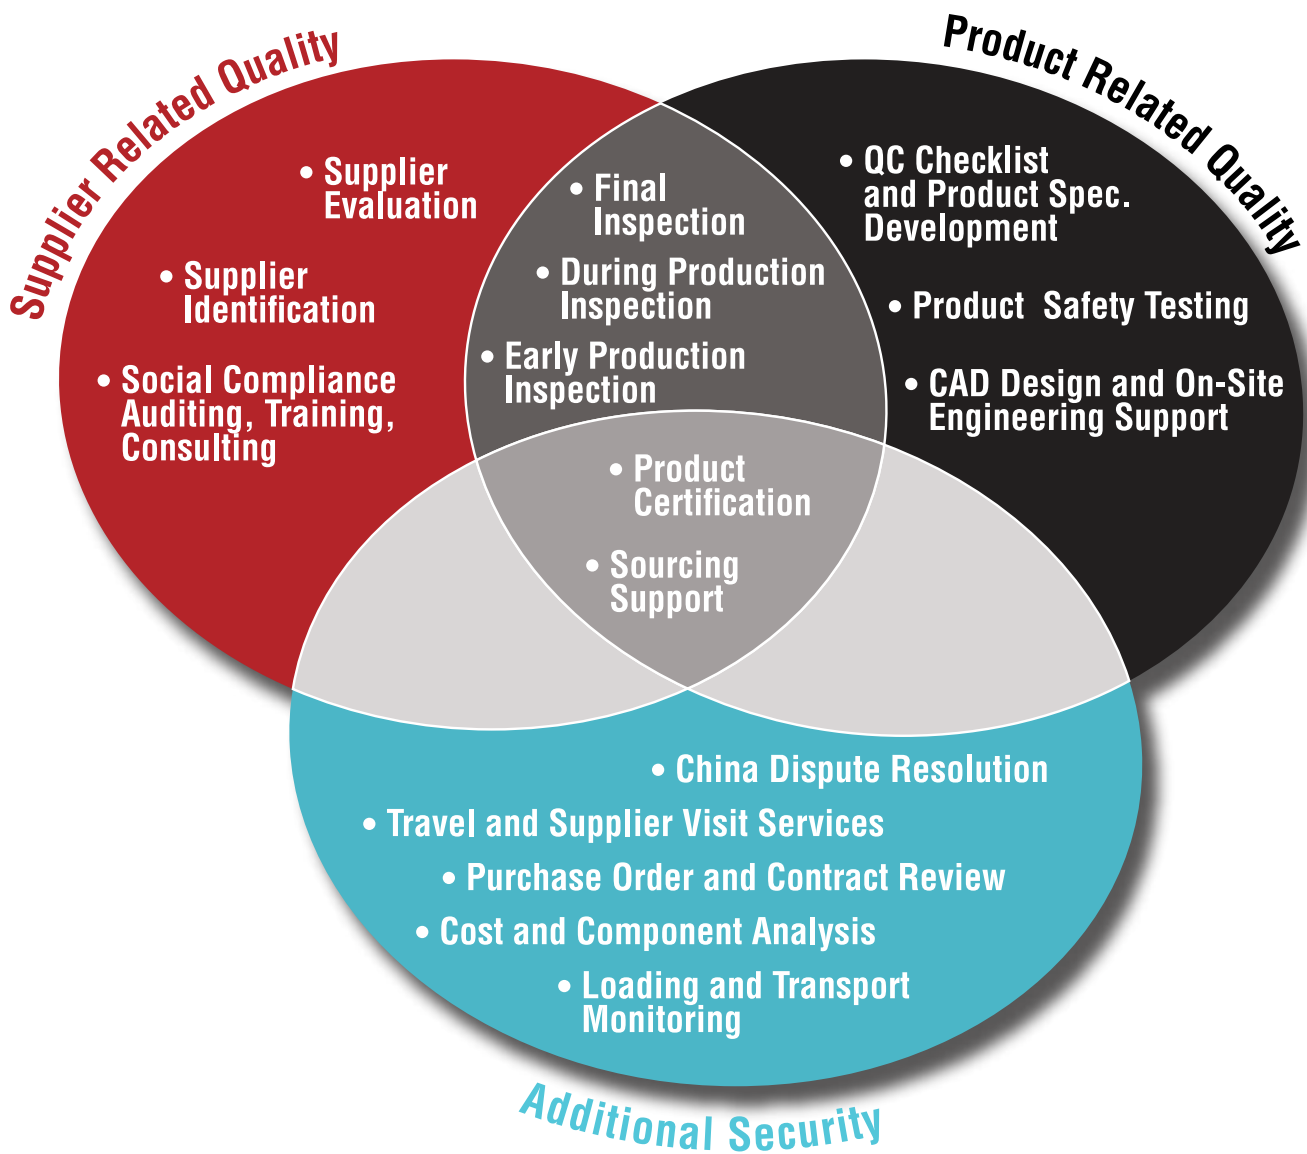 Supplier Related Quality
Product Related Quality
• Supplier
Evaluation
• Supplier
Identification
• Social Compliance
Auditing, Training,
Consulting
• Final
Inspection
• During Production
Inspection
• Early Production
Inspection
• QC Checklist
and Product Spec.
Development
• Product Safety Testing
• CAD Design and On-Site
Engineering Support
• Product
Certification
• Sourcing
Support
• China Dispute Resolution
• Travel and Supplier Visit Services
• Purchase Order and Contract Review
• Cost and Component Analysis
• Loading and Transport
Monitoring
Additional Security